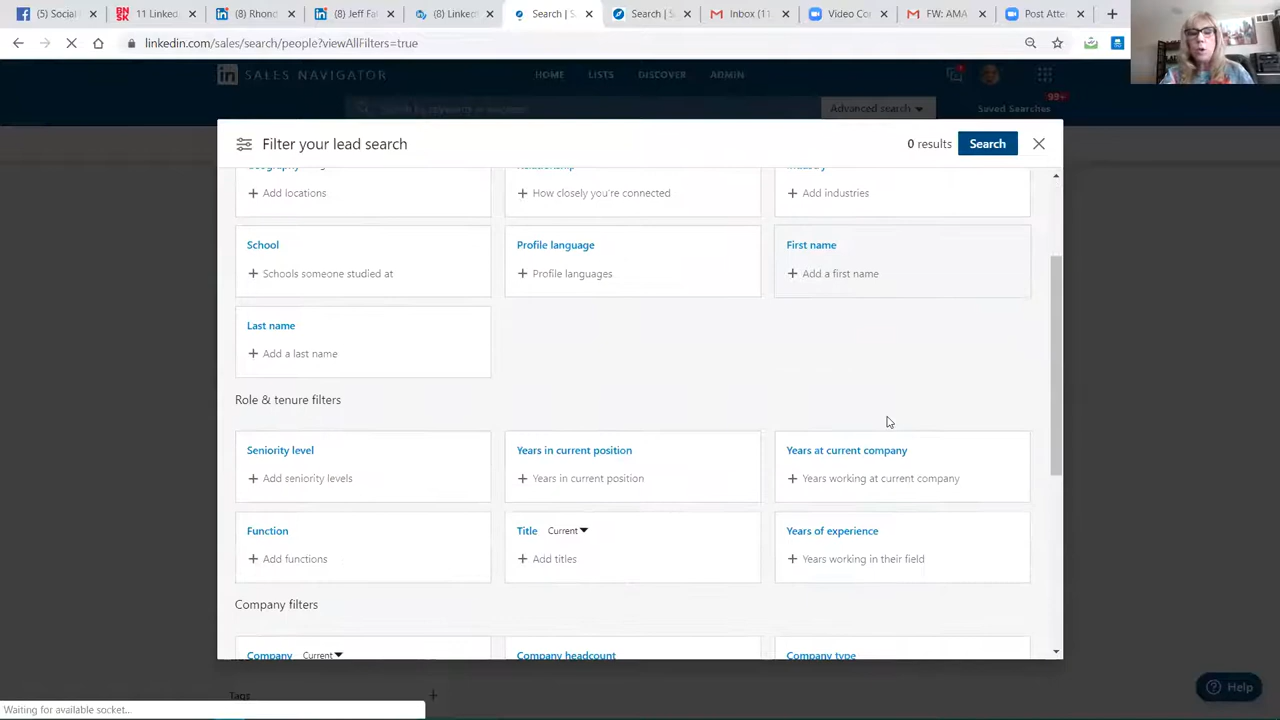 (5) Social
11 Linked
(8) Rhond
(8) Jeff Fa
(8) Linked
Search | S
Search | S
Inbox (11
Video Co
FW: AMA
Post Atte
linkedin.com/sales/search/people?viewAllFilters=true
in SALES NAVIGATOR
HOME
LISTS
DISCOVER
ADMIN
Advanced search
99+
Saved Searches
Filter your lead search
0 results
Search
Relationship
Industry
+ Add locations
+ How closely you're connected
+ Add industries
School
Profile language
First name
+ Schools someone studied at
+ Profile languages
+ Add a first name
Last name
+ Add a last name
Role & tenure filters
Seniority level
Years in current position
Years at current company
+ Add seniority levels
+ Years in current position
+ Years working at current company
Function
Title Current
Years of experience
+ Add functions
+ Add titles
+ Years working in their field
Company filters
Company Current
Company headcount
Company type
Tags +
Help
Waiting for available socket...